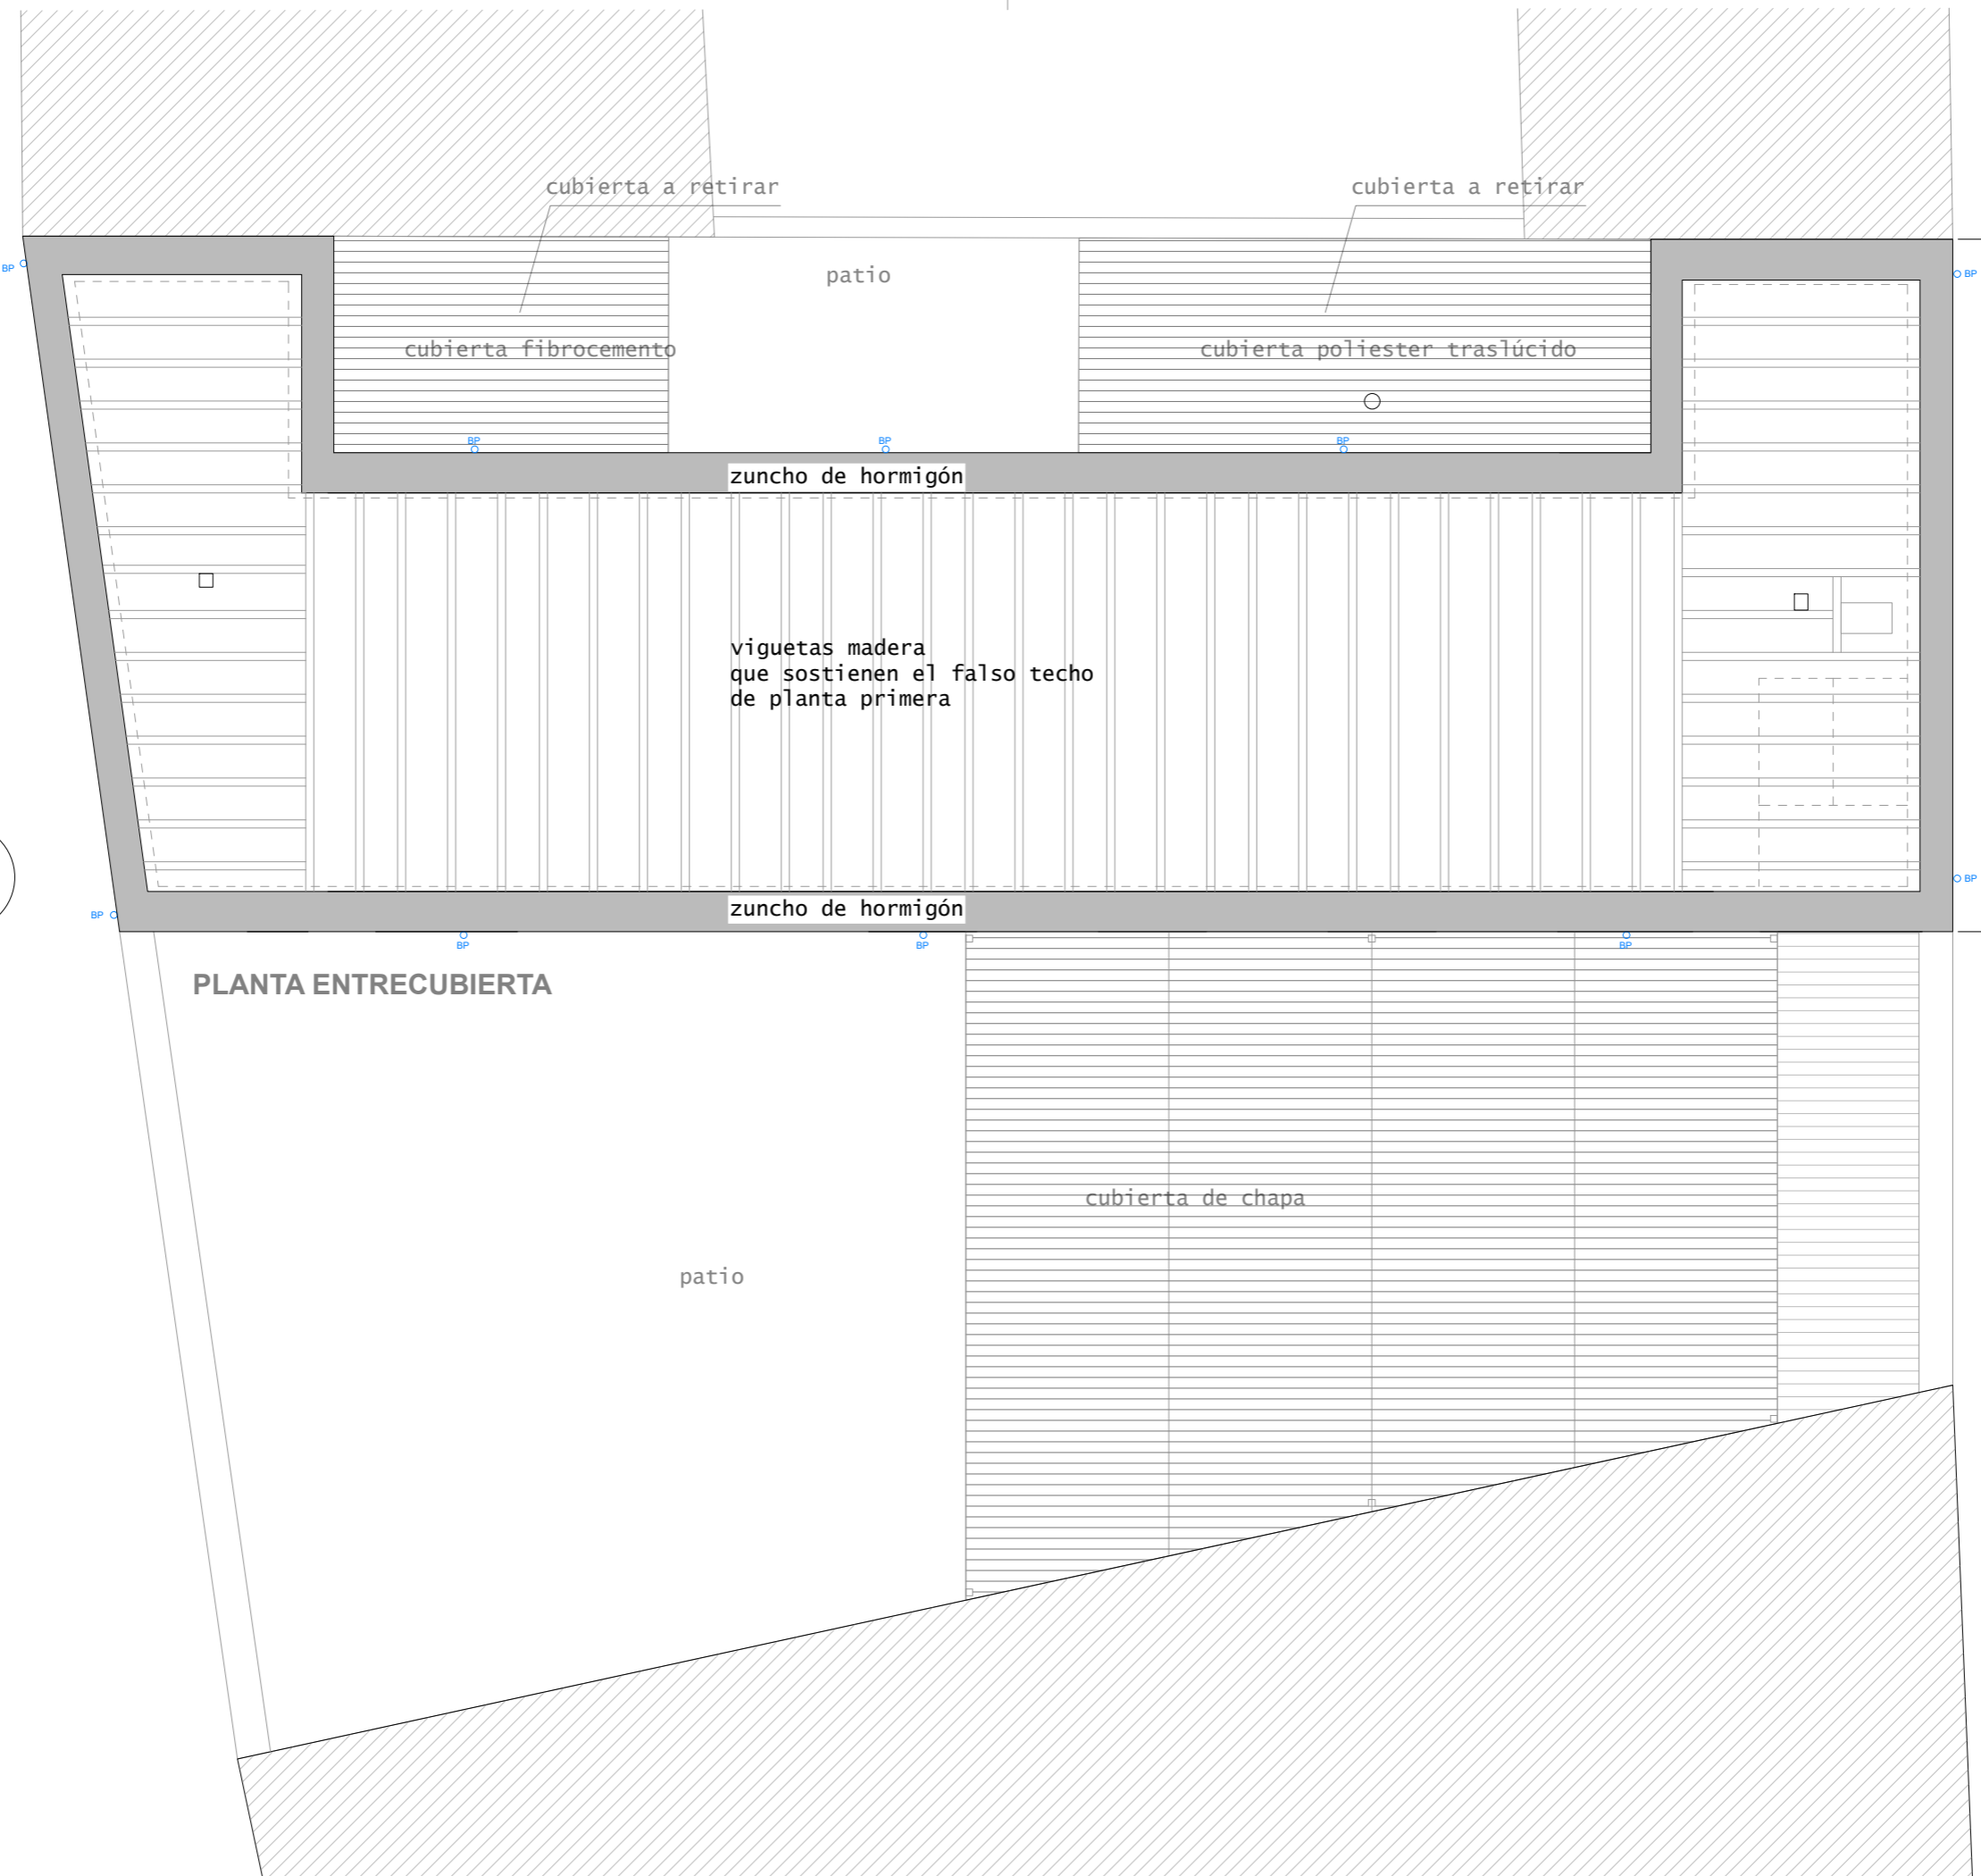 cubierta a retirar
cubierta a retirar
BP
patio
BP
cubierta fibrocemento
cubierta poliester traslúcido
BP
BP
BP
zuncho de hormigón
viguetas madera
que sostienen el falso techo
de planta primera
BP
zuncho de hormigón
BP
BP
BP
BP
PLANTA ENTRECUBIERTA
cubierta de chapa
patio